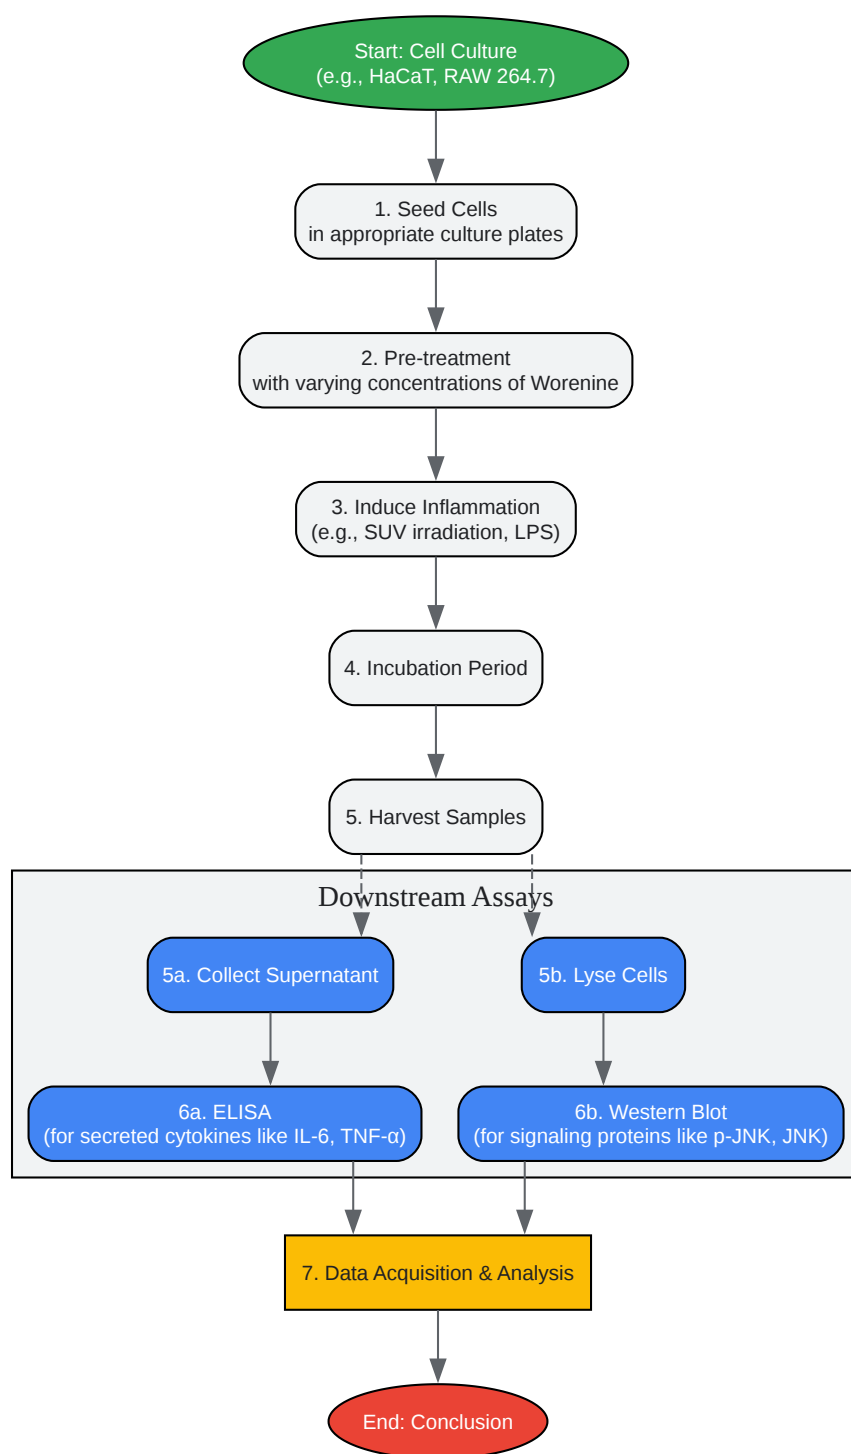 Start: Cell Culture
(e.g., HaCaT, RAW 264.7)
1. Seed Cells
in appropriate culture plates
2. Pre-treatment
with varying concentrations of Worenine
3. Induce Inflammation
(e.g., SUV irradiation, LPS)
4. Incubation Period
5. Harvest Samples
Downstream Assays
5a. Collect Supernatant
5b. Lyse Cells
6a. ELISA
(for secreted cytokines like IL-6, TNF-α)
6b. Western Blot
(for signaling proteins like p-JNK, JNK)
7. Data Acquisition & Analysis
End: Conclusion